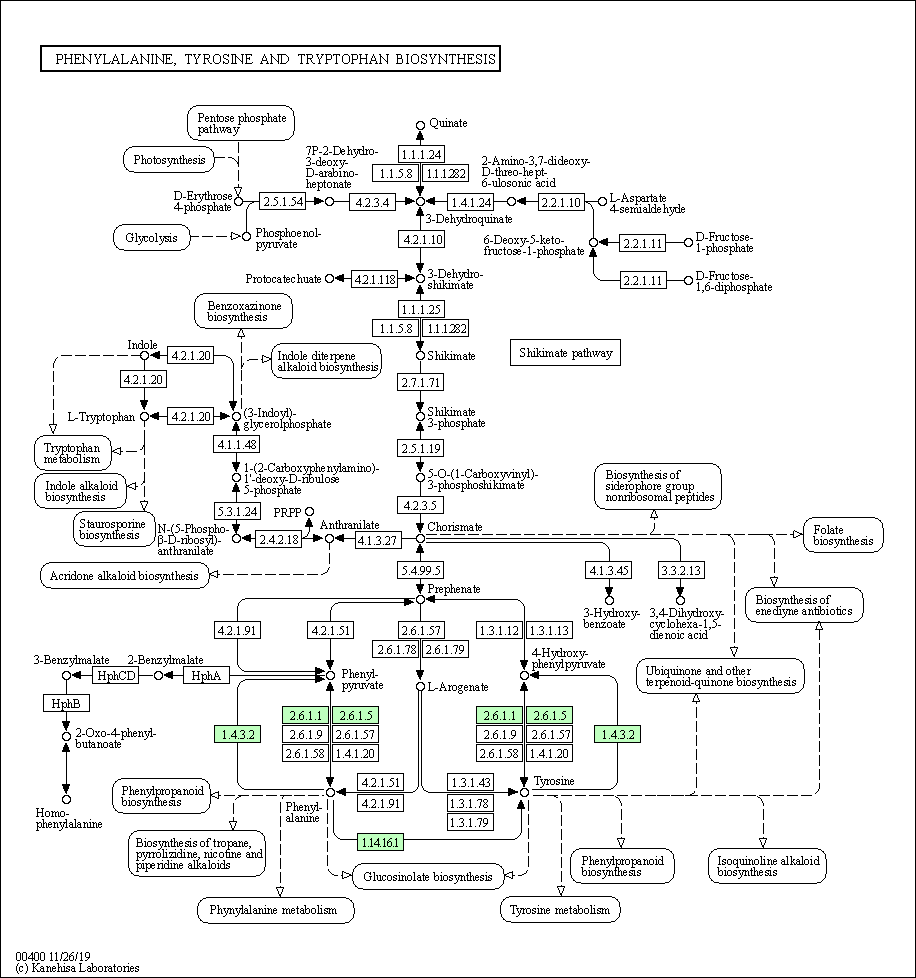 PHENYLALANINE, TYROSINE AND TRYPTOPHAN BIOSYNTHESIS
Pentose phosphate
pathway
Photosynthesis
D-Erythrose
4-phosphate
Glycolysis
Phosphoenol-
pyruvate
2.5.1.54
7P-2-Dehydro-
3-deoxy-
D-arabino-
heptonate
4.2.3.4
Quinate
1.1.1.24
1.1.5.8
1.1.1.282
2-Amino-3,7-dideoxy-
D-threo-hept-
6-ulosonic acid
1.4.1.24
2.2.1.10
L-Aspartate
4-semialdehyde
3-Dehydroquinate
6-Deoxy-5-keto-
fructose-1-phosphate
2.2.1.11
D-Fructose-
1-phosphate
2.2.1.11
D-Fructose-
1,6-diphosphate
4.2.1.10
Protocatechuate
4.2.1.118
3-Dehydro-
shikimate
1.1.1.25
1.1.5.8
1.1.1.282
Benzoxazinone
biosynthesis
Indole
4.2.1.20
Indole diterpene
alkaloid biosynthesis
Shikimate
Shikimate pathway
4.2.1.20
2.7.1.71
L-Tryptophan
4.2.1.20
(3-Indoyl)-
glycerolphosphate
Shikimate
3-phosphate
Tryptophan
metabolism
4.1.1.48
2.5.1.19
Indole alkaloid
biosynthesis
1-(2-Carboxyphenylamino)-
1'-deoxy-D-ribulose
5-phosphate
5-O-(1-Carboxyvinyl)-
3-phosphoshikimate
Biosynthesis of
siderophore group
nonribosomal peptides
Staurosporine
biosynthesis
5.3.1.24
PRPP
4.2.3.5
N-(5-Phospho-
β-D-ribosyl)-
anthranilate
2.4.2.18
Anthranilate
4.1.3.27
Chorismate
Folate
biosynthesis
Acridone alkaloid biosynthesis
5.4.99.5
4.1.3.45
3.3.2.13
Prephenate
3-Hydroxy-
benzoate
3,4-Dihydroxy-
cyclohexa-1,5-
dienoic acid
Biosynthesis of
enediyne antibiotics
4.2.1.91
4.2.1.51
2.6.1.57
2.6.1.78
2.6.1.79
1.3.1.12
1.3.1.13
3-Benzylmalate
HphCD
2-Benzylmalate
HphA
Phenyl-
pyruvate
L-Arogenate
4-Hydroxy-
phenylpyruvate
Ubiquinone and other
terpenoid-quinone biosynthesis
HphB
2-Oxo-4-phenyl-
butanoate
1.4.3.2
2.6.1.1
2.6.1.5
2.6.1.9
2.6.1.57
2.6.1.58
1.4.1.20
2.6.1.1
2.6.1.5
2.6.1.9
2.6.1.57
2.6.1.58
1.4.1.20
1.4.3.2
Homo-
phenylalanine
Phenylpropanoid
biosynthesis
Phenyl-
alanine
4.2.1.51
4.2.1.91
1.3.1.43
1.3.1.78
1.3.1.79
Tyrosine
1.14.16.1
Biosynthesis of tropane,
pyrrolizidine, nicotine and
piperidine alkaloids
Glucosinolate biosynthesis
Phenylpropanoid
biosynthesis
Isoquinoline alkaloid
biosynthesis
Phynylalanine metabolism
Tyrosine metabolism
00400 11/26/19
(c) Kanehisa Laboratories